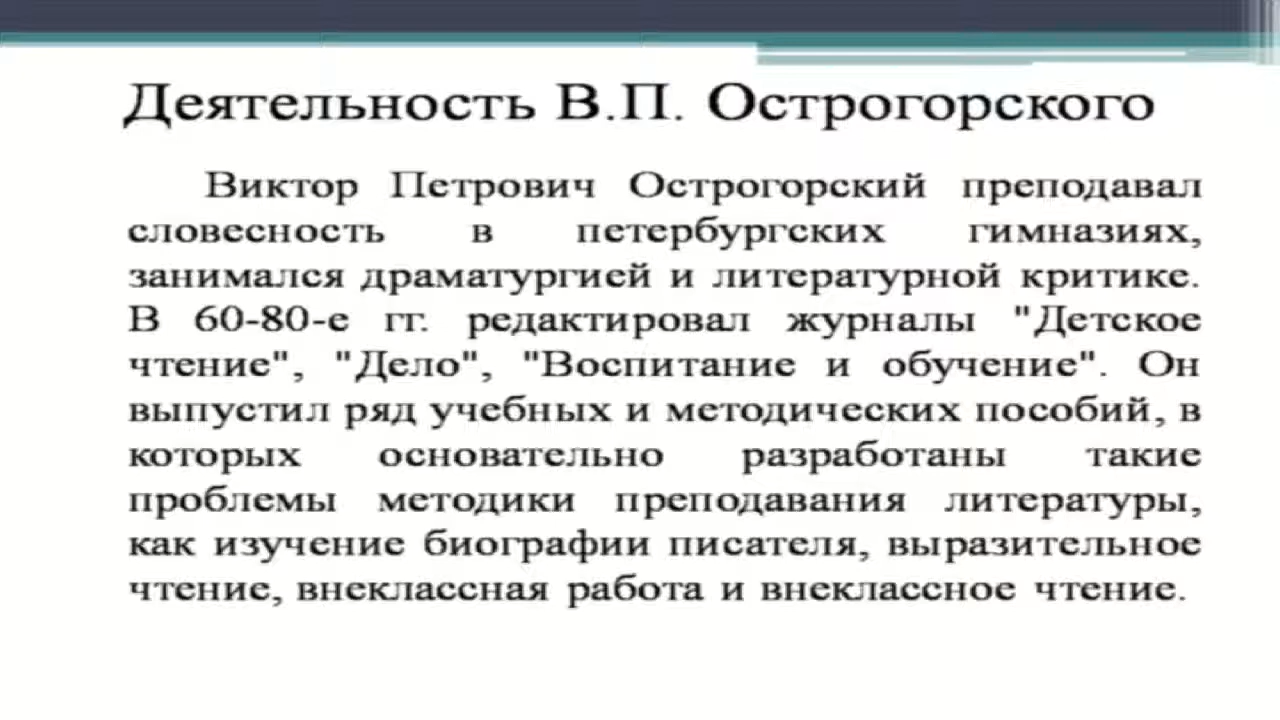 Деятельность В.П. Острогорского
Виктор Петрович Острогорский преподавал
словесность в петербургских гимназиях,
занимался драматургией и литературной критике.
В 60-80-е гг. редактировал журналы "Детское
чтение", "Дело", "Воспитание и обучение". Он
выпустил ряд учебных и методических пособий, в
которых основательно разработаны такие
проблемы методики преподавания литературы,
как изучение биографии писателя, выразительное
чтение, внеклассная работа и внеклассное чтение.